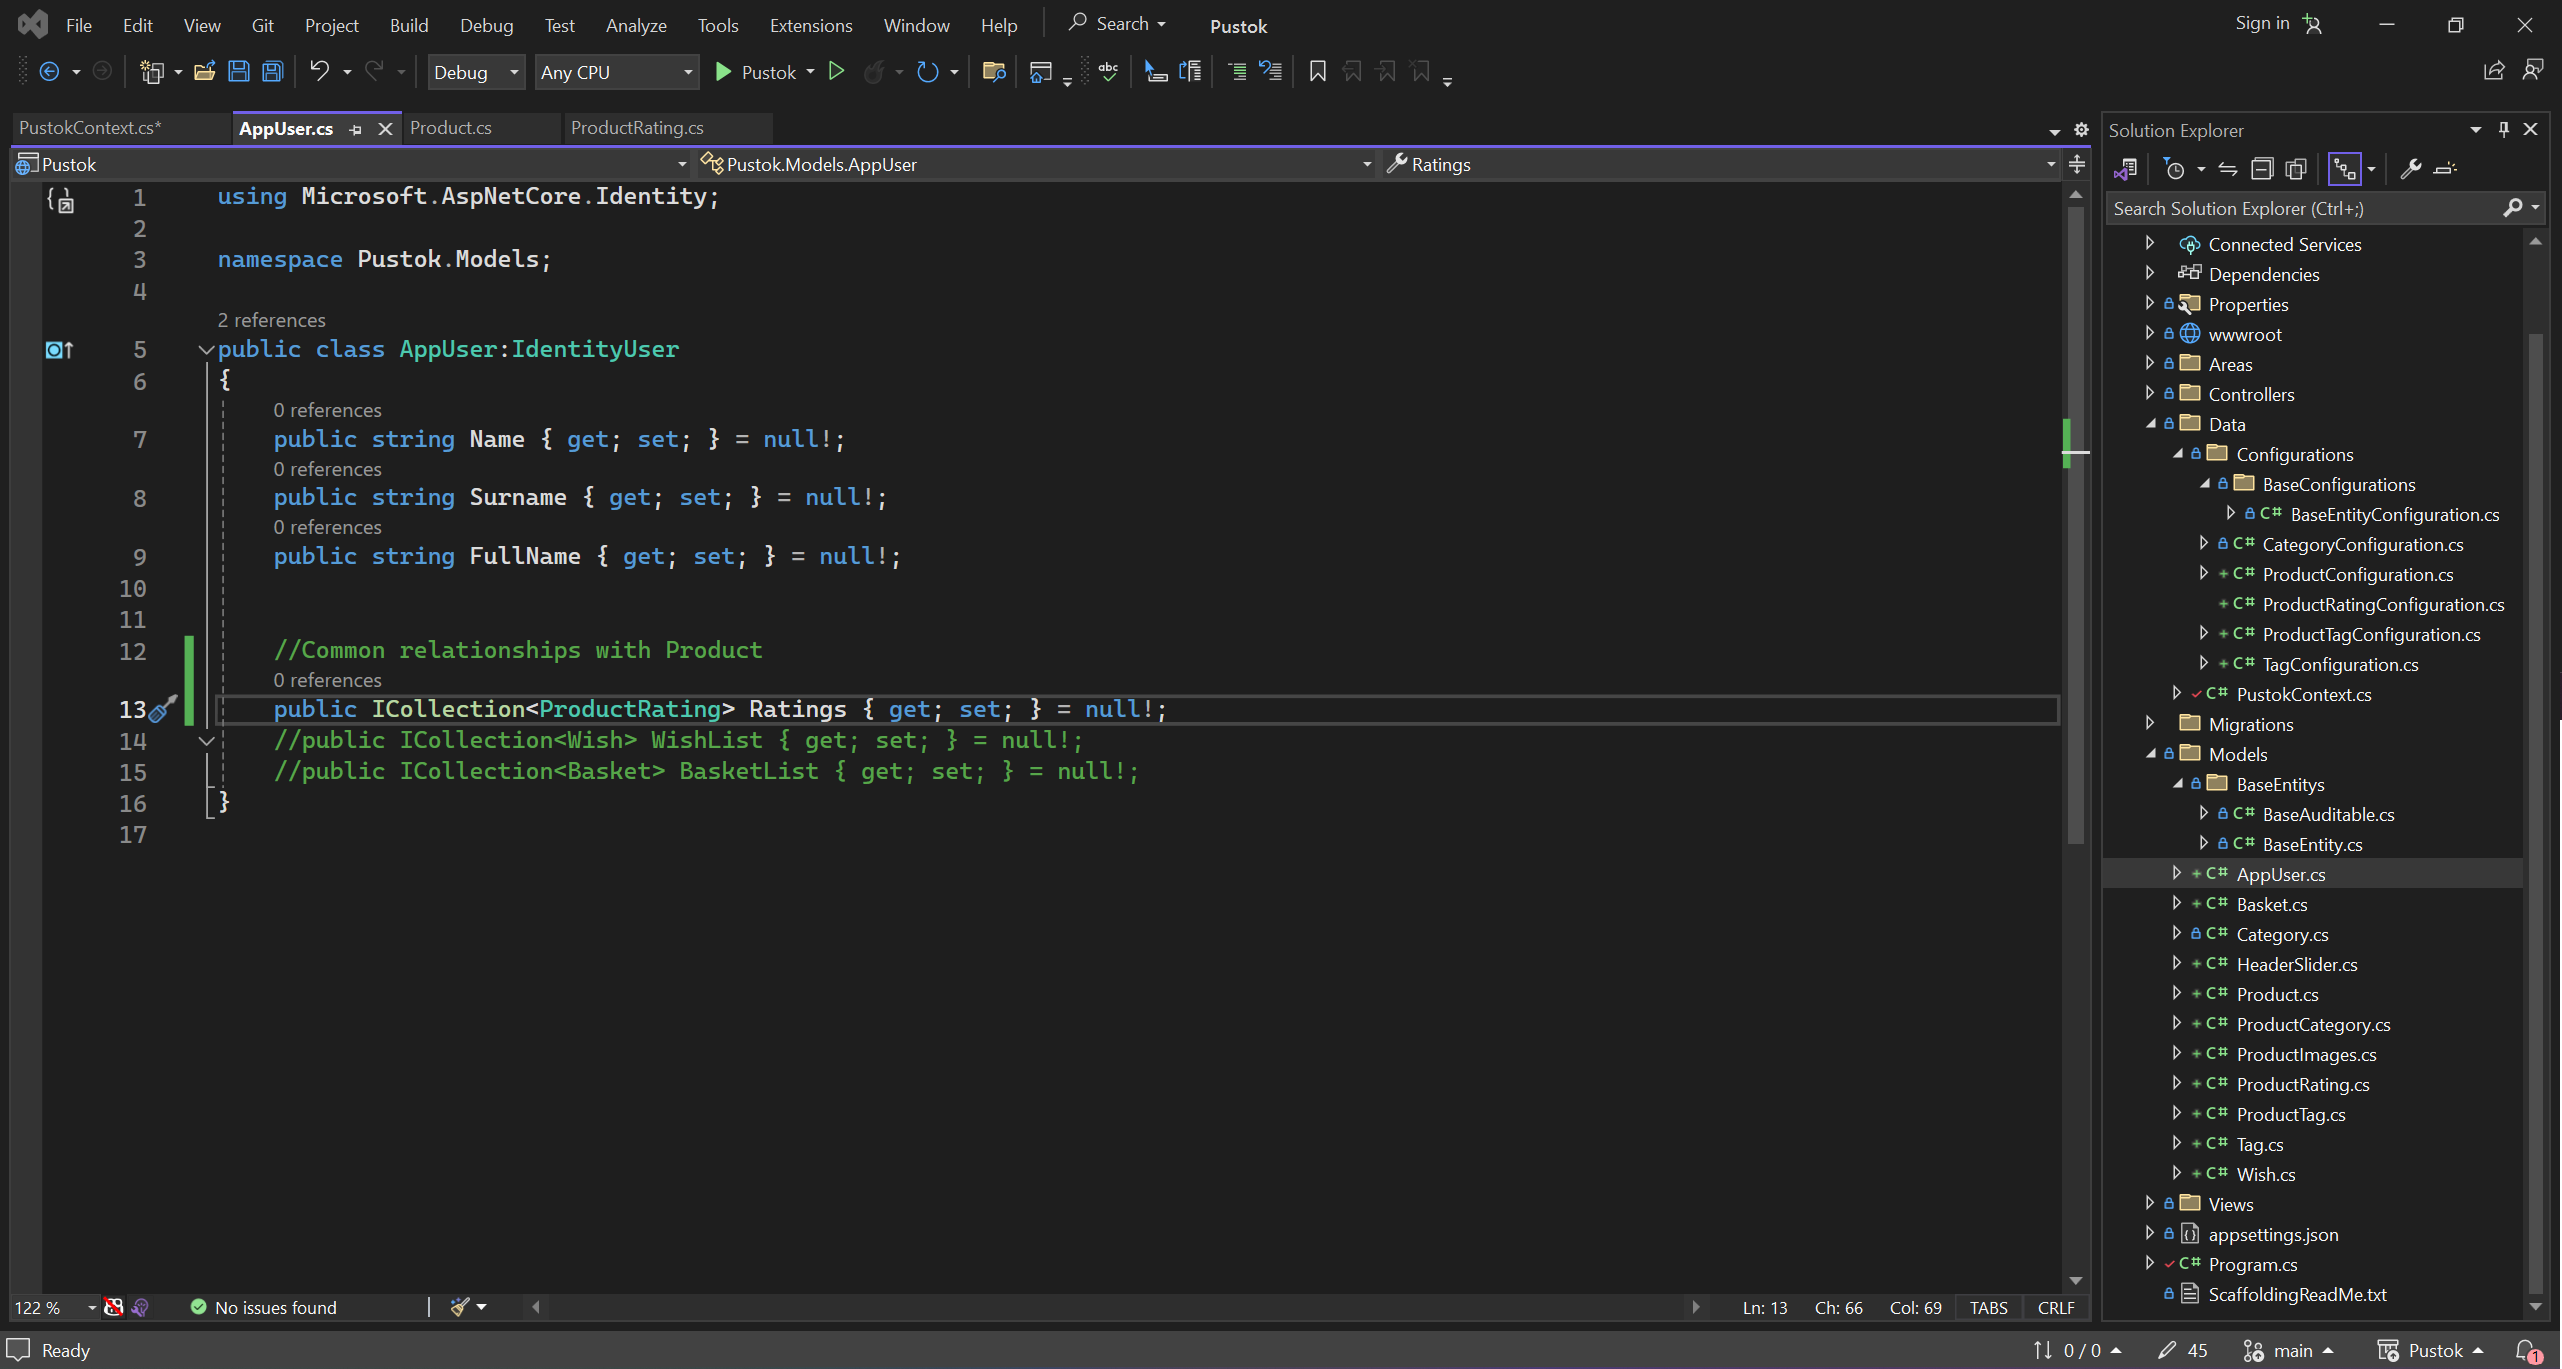 File Edit View Git Project Build Debug Test Analyze Tools Extensions Window Help Search Pustok Sign in
Debug Any CPU Pustok
PustokContext.cs* AppUser.cs Product.cs ProductRating.cs
Pustok Pustok.Models.AppUser Ratings
1 using Microsoft.AspNetCore.Identity;
2
3 namespace Pustok.Models;
4
2 references
5 public class AppUser:IdentityUser
6 {
0 references
7 public string Name { get; set; } = null!;
0 references
8 public string Surname { get; set; } = null!;
0 references
9 public string FullName { get; set; } = null!;
10
11
12 //Common relationships with Product
0 references
13 public ICollection<ProductRating> Ratings { get; set; } = null!;
14 //public ICollection<Wish> WishList { get; set; } = null!;
15 //public ICollection<Basket> BasketList { get; set; } = null!;
16 }
17
122 % No issues found Ln: 13 Ch: 66 Col: 69 TABS CRLF
Solution Explorer
Search Solution Explorer (Ctrl+;)
Connected Services
Dependencies
Properties
wwwroot
Areas
Controllers
Data
Configurations
BaseConfigurations
C# BaseEntityConfiguration.cs
C# CategoryConfiguration.cs
+ C# ProductConfiguration.cs
+ C# ProductRatingConfiguration.cs
+ C# ProductTagConfiguration.cs
+ C# TagConfiguration.cs
C# PustokContext.cs
Migrations
Models
BaseEntitys
C# BaseAuditable.cs
C# BaseEntity.cs
+ C# AppUser.cs
+ C# Basket.cs
C# Category.cs
+ C# HeaderSlider.cs
+ C# Product.cs
+ C# ProductCategory.cs
+ C# ProductImages.cs
+ C# ProductRating.cs
+ C# ProductTag.cs
+ C# Tag.cs
+ C# Wish.cs
Views
appsettings.json
C# Program.cs
ScaffoldingReadMe.txt
Ready 0 / 0 45 main Pustok 1